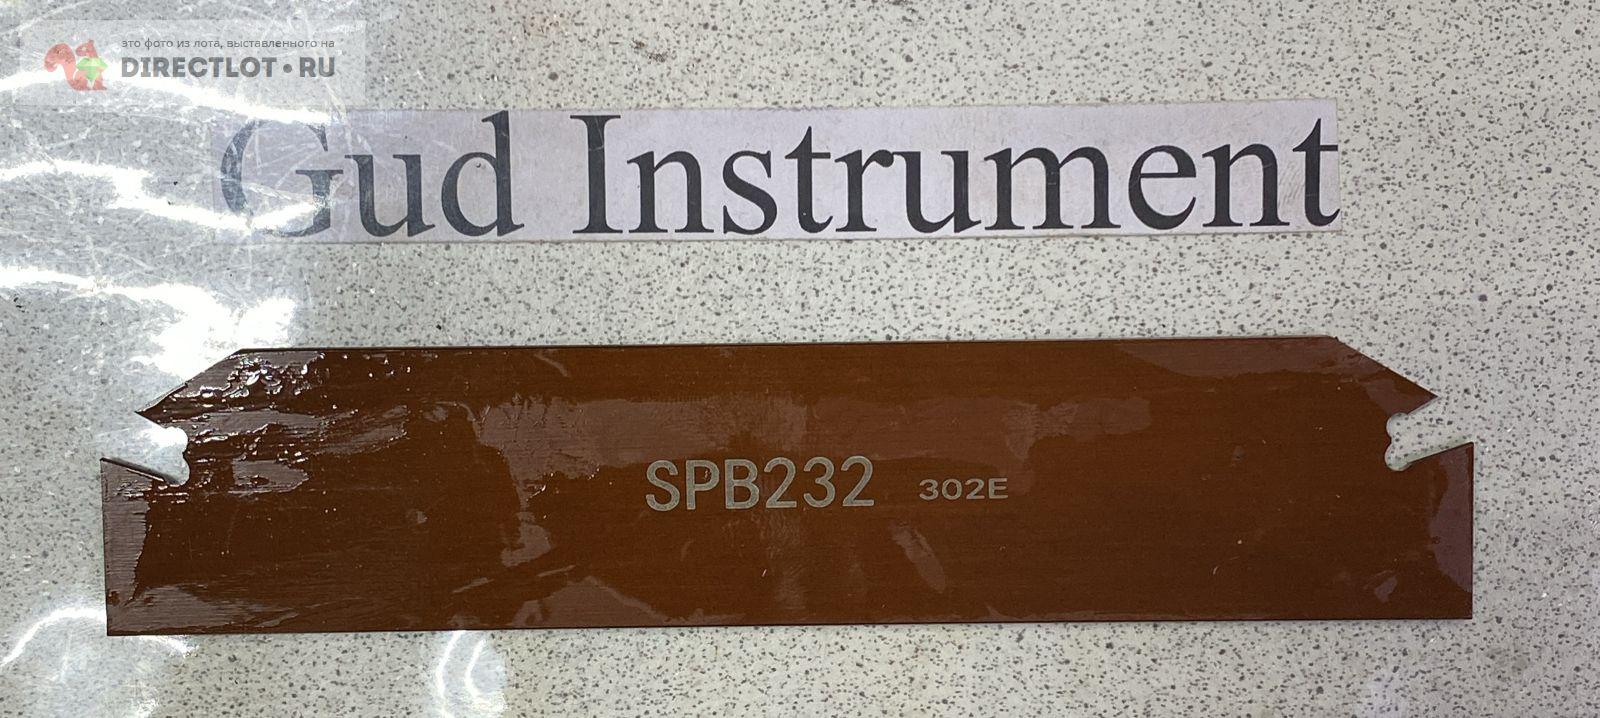 это фото из лота, выставленного на
DIRECTLOT•RU
Gud Instrument
SPB232 302E